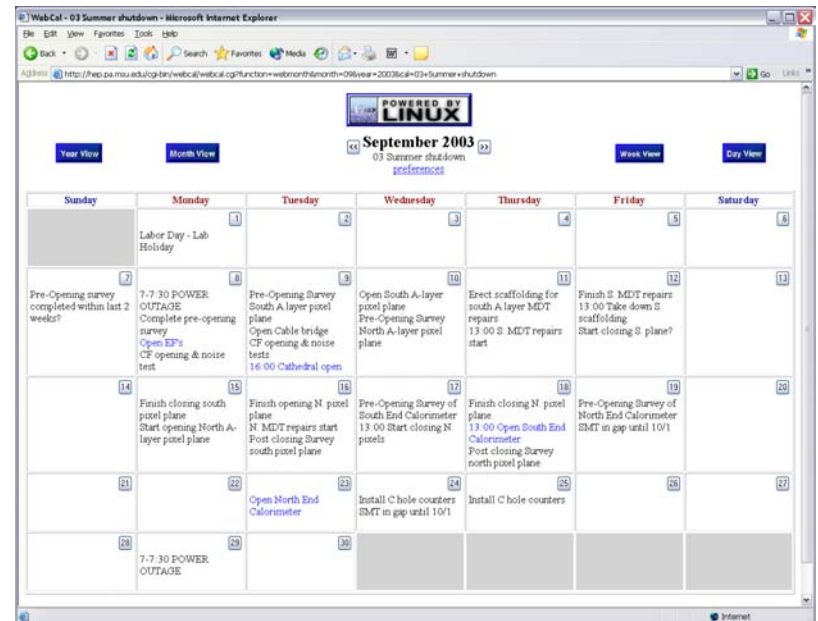 WebCal - 03 Summer shutdown - Microsoft Internet Explorer
File Edit View Favorites Tools Help
Back Search Favorites Media
Address http://hep.pa.msu.edu/cgi-bin/webcal/webcal.cgi?function=webmonth&month=09&year=2003&cal=03+Summer+shutdown Go Links
POWERED BY
LINUX
Year View Month View << September 2003 >> Week View Day View
03 Summer shutdown
preferences
Sunday Monday Tuesday Wednesday Thursday Friday Saturday
1
Labor Day - Lab
Holiday
2
3
4
5
6
7
Pre-Opening survey
completed within last 2
weeks?
8
7-7:30 POWER
OUTAGE
Complete pre-opening
survey
Open EF's
CF opening & noise
test
9
Pre-Opening Survey
South A layer pixel
plane
Open Cable bridge
CF opening & noise
tests
16:00 Cathedral open
10
Open South A-layer
pixel plane
Pre-Opening Survey
North A-layer pixel
plane
11
Erect scaffolding for
south A layer MDT
repairs
13:00 S. MDT repairs
start
12
Finish S. MDT repairs
13:00 Take down S
scaffolding
Start closing S. plane?
13
14
15
Finish closing south
pixel plane
Start opening North A-
layer pixel plane
16
Finish opening N. pixel
plane
N. MDT repairs start
Post closing Survey
south pixel plane
17
Pre-Opening Survey of
South End Calorimeter
13:00 Start closing N.
pixels
18
Finish closing N. pixel
plane
13:00 Open South End
Calorimeter
Post closing Survey
north pixel plane
19
Pre-Opening Survey of
North End Calorimeter
SMT in gap until 10/1
20
21
22
23
Open North End
Calorimeter
24
Install C hole counters
SMT in gap until 10/1
25
Install C hole counters
26
27
28
29
7-7:30 POWER
OUTAGE
30
Internet